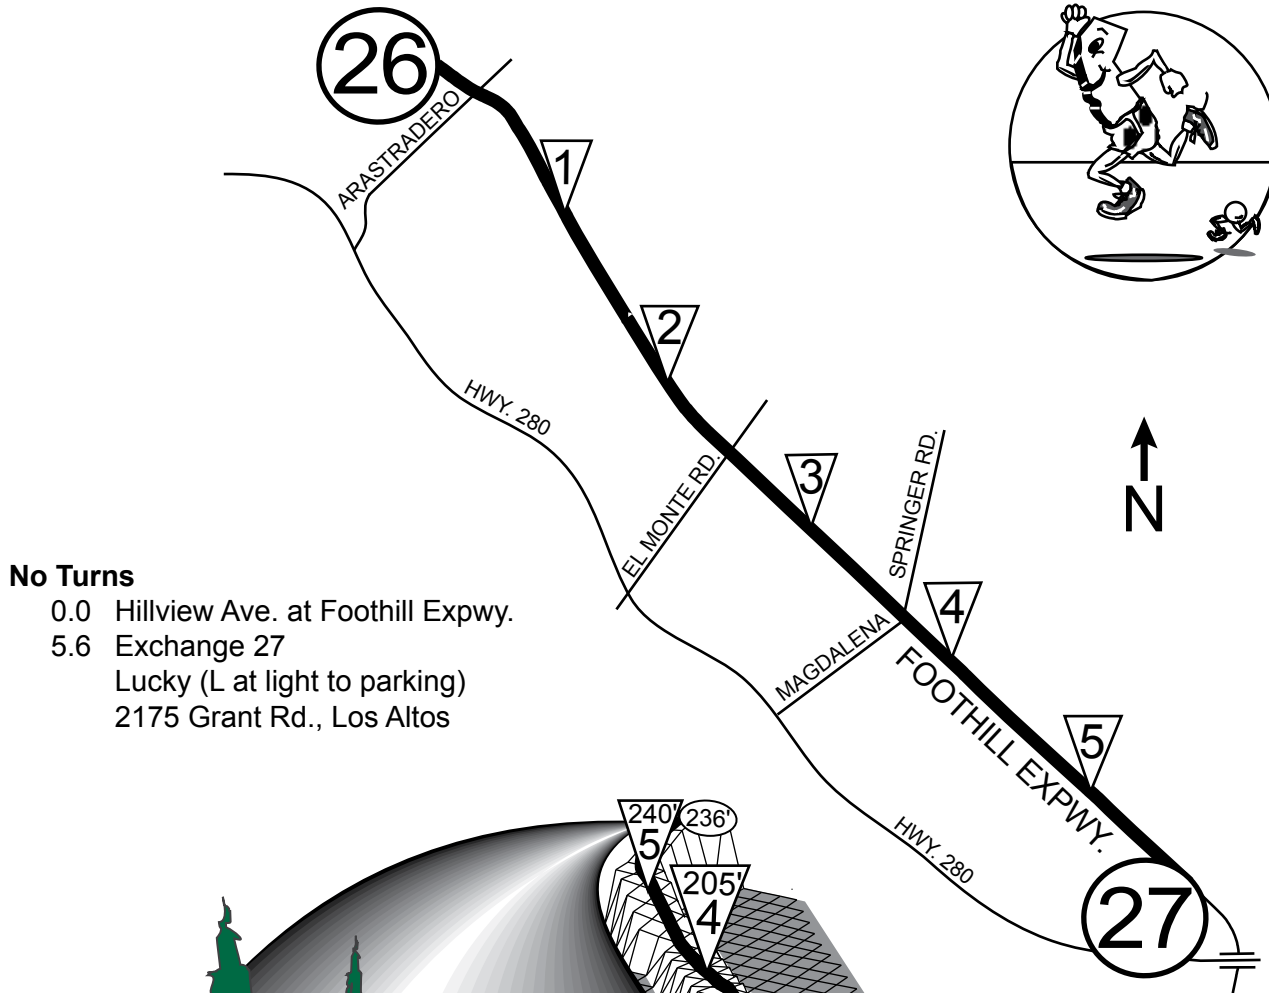 26
ARASTRADERO
1
2
HWY. 280
EL MONTE RD.
3
SPRINGER RD.
N
No Turns
0.0 Hillview Ave. at Foothill Expwy.
5.6 Exchange 27
Lucky (L at light to parking)
2175 Grant Rd., Los Altos
4
MAGDALENA
FOOTHILL EXPWY.
5
HWY. 280
27
240'
5
236'
205'
4